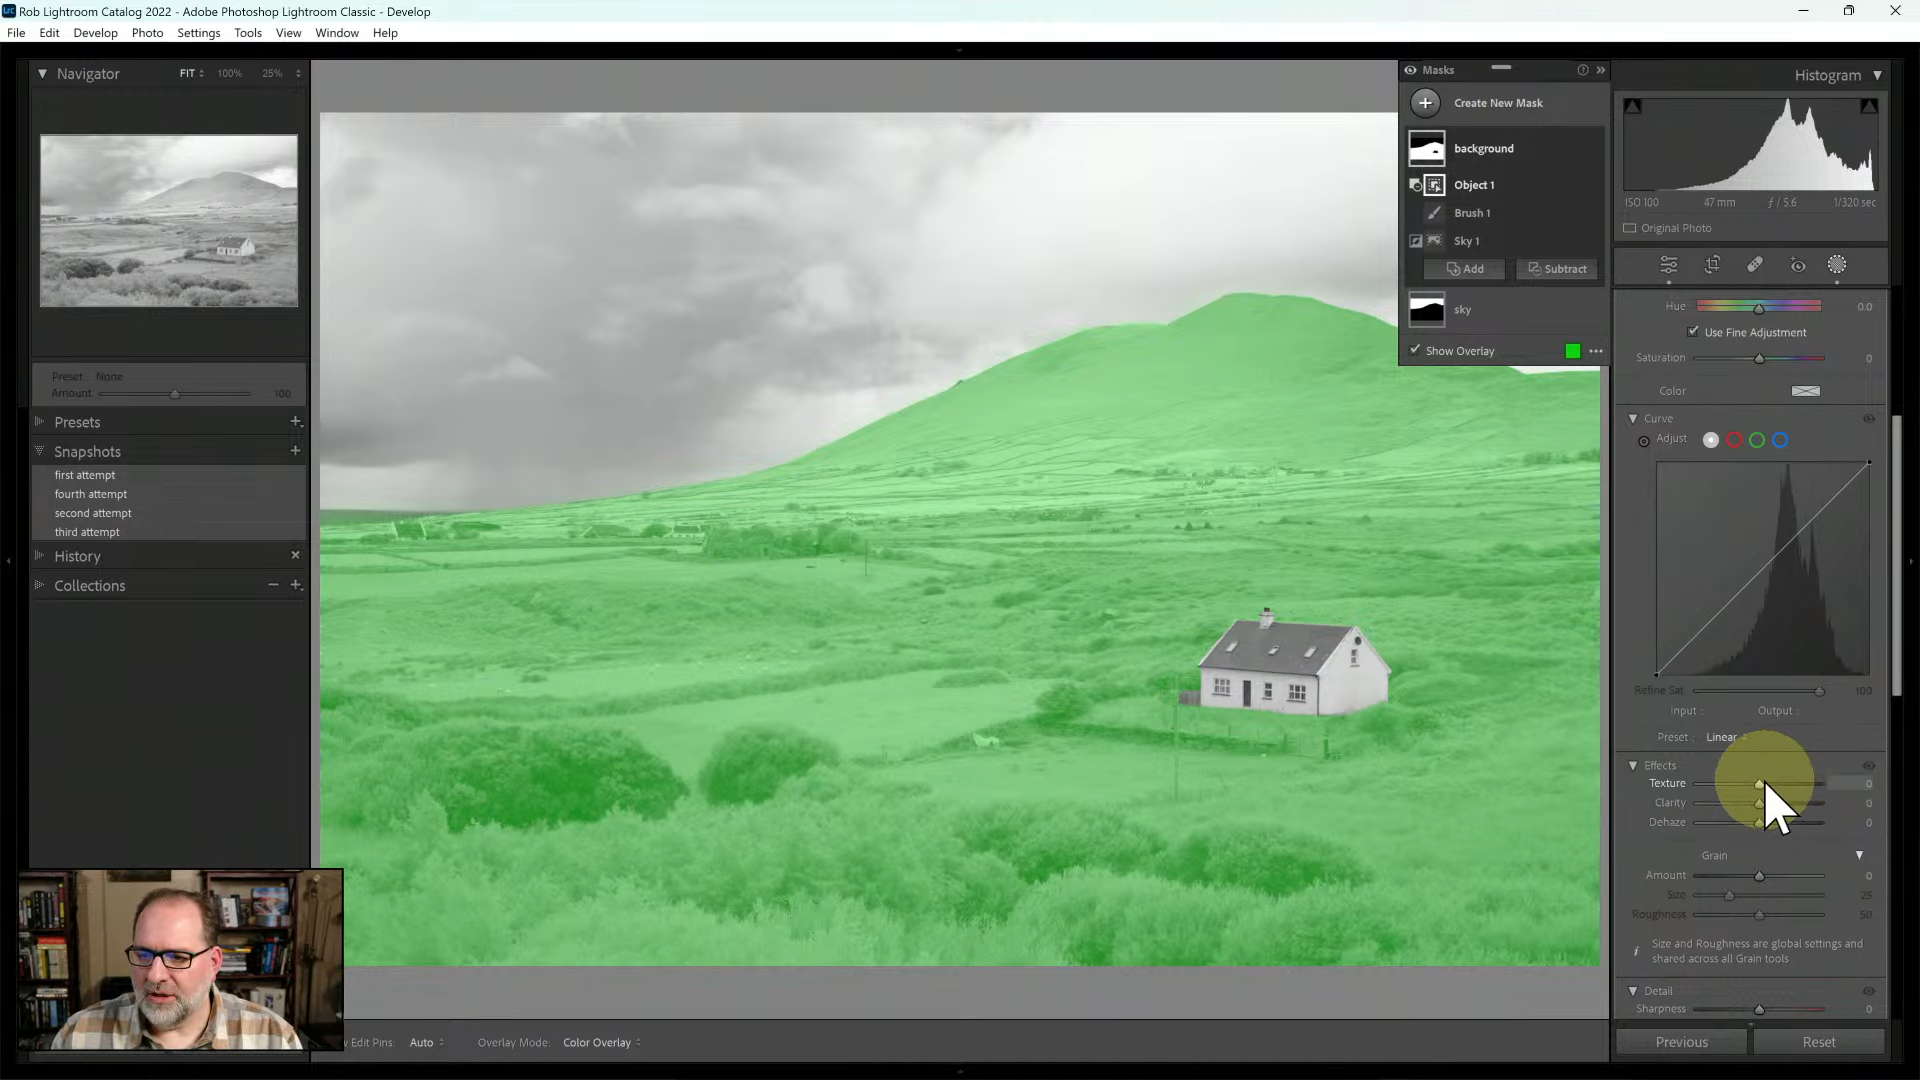 Rob Lightroom Catalog 2022 - Adobe Photoshop Lightroom Classic - Develop
File Edit Develop Photo Settings Tools View Window Help
Navigator FIT 100% 25%
Preset : None
Amount 100
Presets
Snapshots
first attempt
fourth attempt
second attempt
third attempt
History
Collections
Masks
Create New Mask
background
Object 1
Brush 1
Sky 1
Add Subtract
sky
Show Overlay
Histogram
ISO 100 47 mm ƒ / 5.6 1/320 sec
Original Photo
Hue 0.0
Use Fine Adjustment
Saturation 0
Color
Curve
Adjust
Refine Sat 100
Input : Output :
Preset : Linear
Effects
Texture 0
Clarity 0
Dehaze 0
Grain
Amount 0
Size 25
Roughness 50
Size and Roughness are global settings and
shared across all Grain tools
Detail
Sharpness 0
Previous Reset
Edit Pins: Auto Overlay Mode: Color Overlay